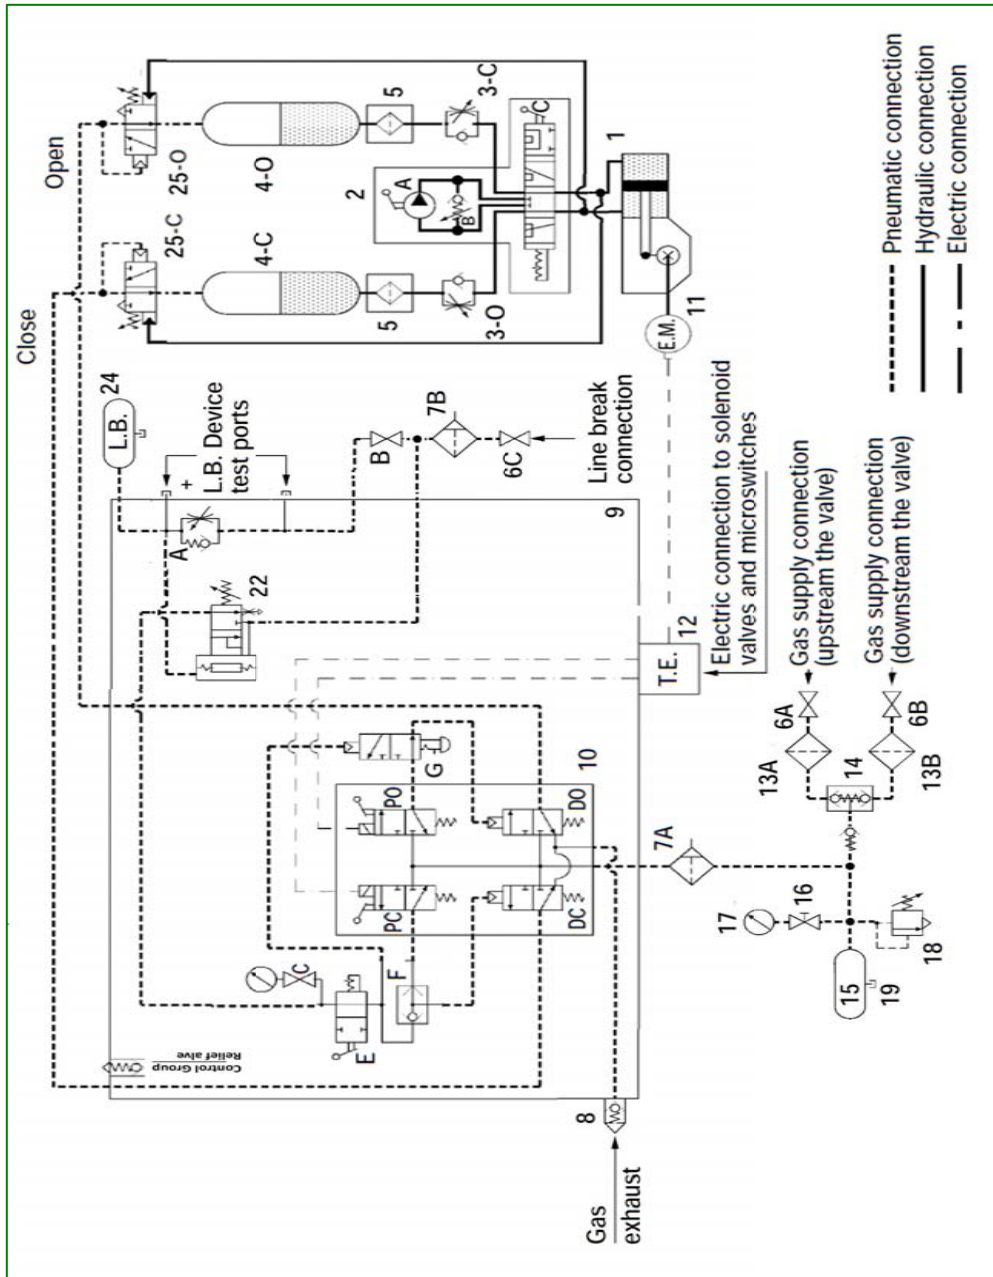 Close
Open
25-C
25-O
4-C
4-O
5
5
3-O
3-C
2
A
B
C
1
E.M.
11
24
L.B.
+
L.B. Device
test ports
A
B
7B
6C
Line break
connection
9
22
Control Group
Relief alve
E
C
F
G
PC
PO
DC
DO
10
T.E.
12
Electric connection to solenoid
valves and microswitches
8
Gas
exhaust
7A
13A
6A
Gas supply connection
(upstream the valve)
14
13B
6B
Gas supply connection
(downstream the valve)
17
16
15
19
18
Pneumatic connection
Hydraulic connection
Electric connection